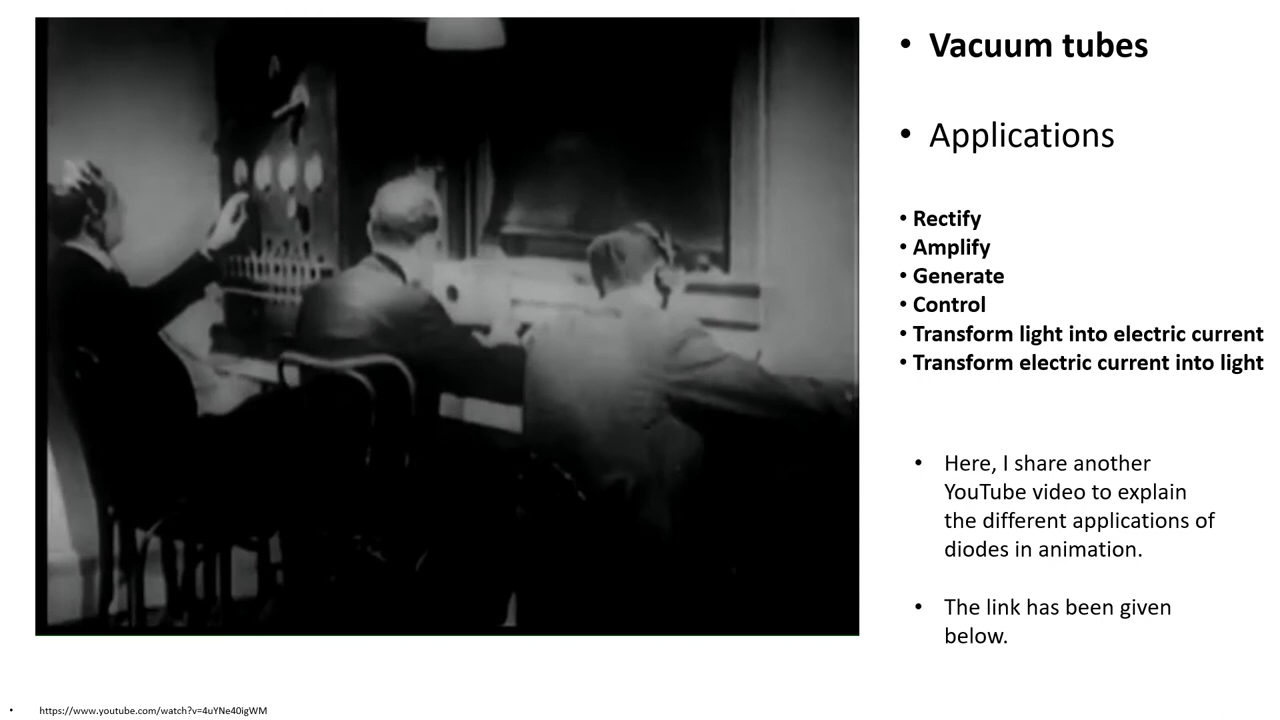 • Vacuum tubes
• Applications
• Rectify
• Amplify
• Generate
• Control
• Transform light into electric current
• Transform electric current into light
• Here, I share another
YouTube video to explain
the different applications of
diodes in animation.
• The link has been given
below.
• https://www.youtube.com/watch?v=4uYNe40igWM